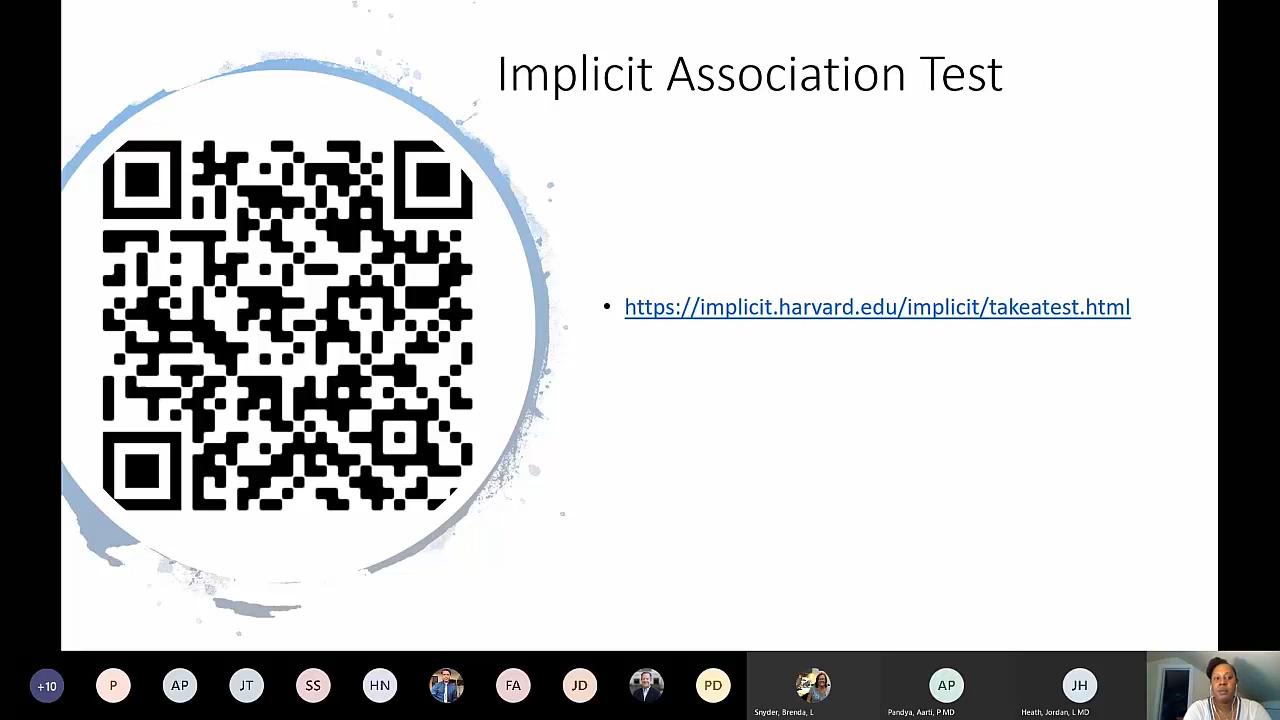 Implicit Association Test
• https://implicit.harvard.edu/implicit/takeatest.html
+10
P
AP
JT
SS
HN
FA
JD
PD
AP
JH
Snyder, Brenda, L
Pandya, Aarti, P MD
Heath, Jordan, L MD